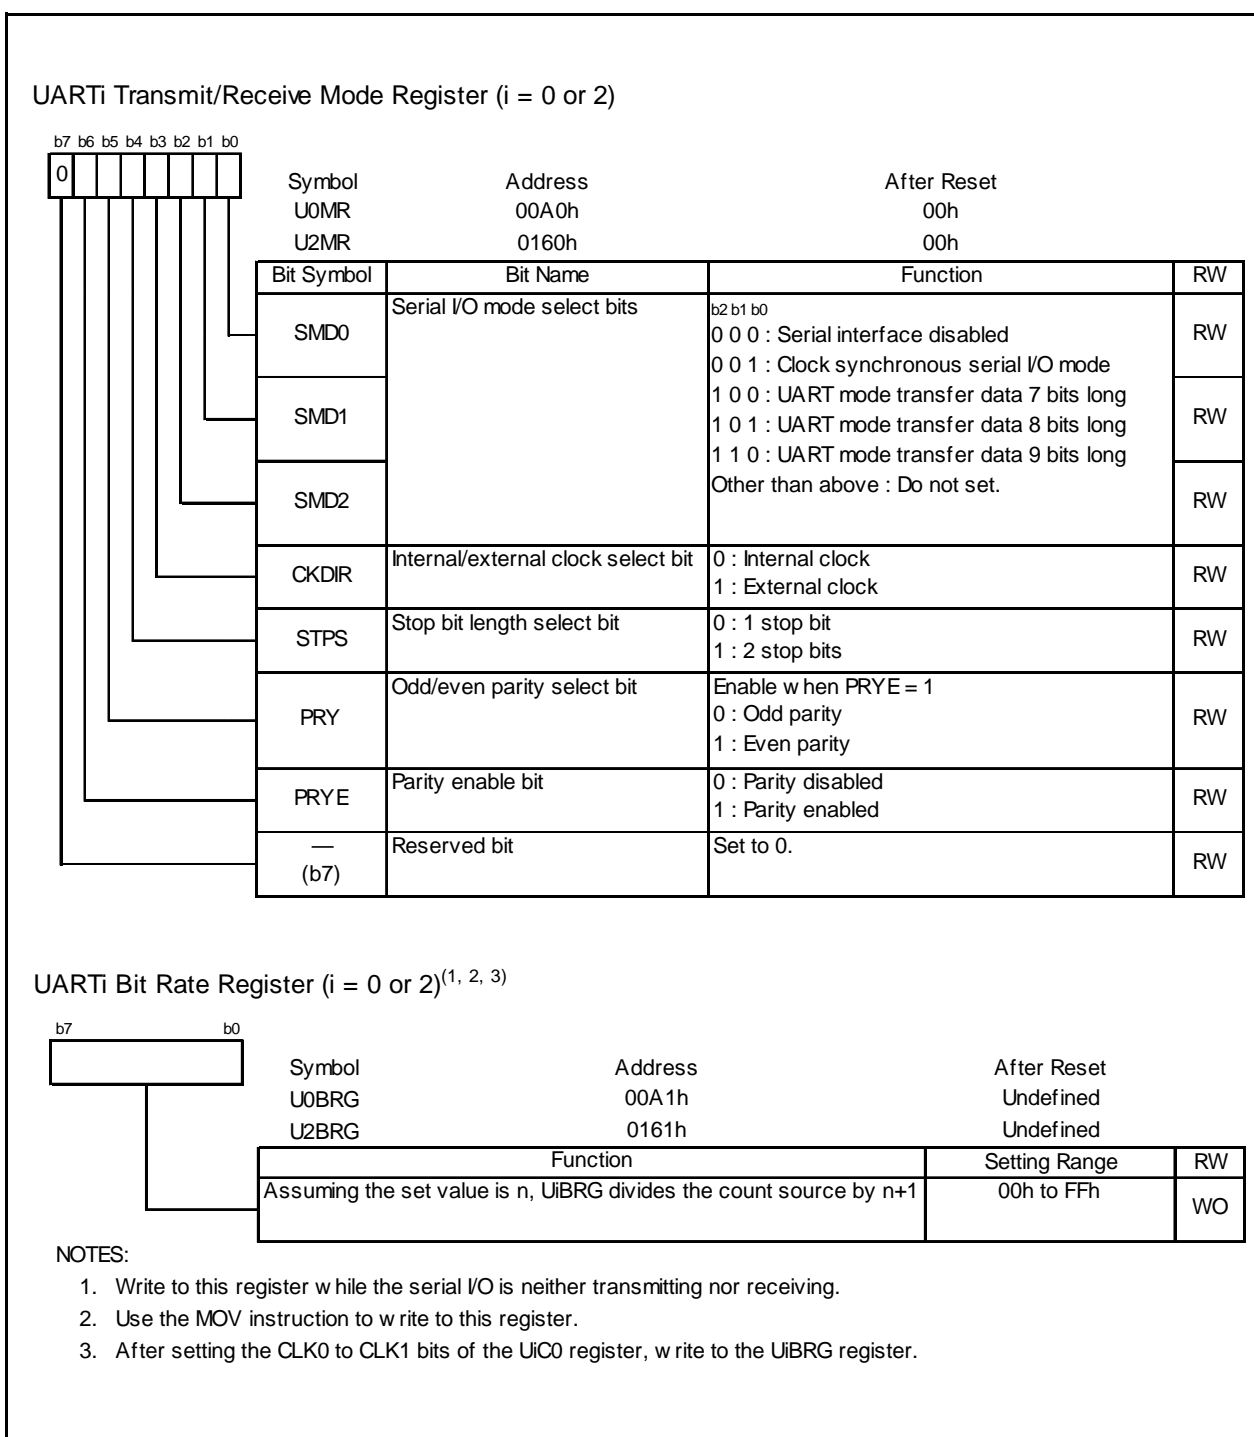 UARTi Transmit/Receive Mode Register (i = 0 or 2)
b7 b6 b5 b4 b3 b2 b1 b0
0
Symbol Address After Reset
U0MR 00A0h 00h
U2MR 0160h 00h
Bit Symbol Bit Name Function RW
SMD0 Serial I/O mode select bits b2 b1 b0 RW
0 0 0 : Serial interface disabled
0 0 1 : Clock synchronous serial I/O mode
SMD1 1 0 0 : UART mode transfer data 7 bits long RW
1 0 1 : UART mode transfer data 8 bits long
1 1 0 : UART mode transfer data 9 bits long
SMD2 Other than above : Do not set. RW
CKDIR Internal/external clock select bit 0 : Internal clock RW
1 : External clock
STPS Stop bit length select bit 0 : 1 stop bit RW
1 : 2 stop bits
PRY Odd/even parity select bit Enable when PRYE = 1 RW
0 : Odd parity
1 : Even parity
PRYE Parity enable bit 0 : Parity disabled RW
1 : Parity enabled
— Reserved bit Set to 0. RW
(b7)
UARTi Bit Rate Register (i = 0 or 2)(1, 2, 3)
b7 b0
Symbol Address After Reset
U0BRG 00A1h Undefined
U2BRG 0161h Undefined
Function Setting Range RW
Assuming the set value is n, UiBRG divides the count source by n+1 00h to FFh WO
NOTES:
1. Write to this register while the serial I/O is neither transmitting nor receiving.
2. Use the MOV instruction to write to this register.
3. After setting the CLK0 to CLK1 bits of the UiC0 register, write to the UiBRG register.